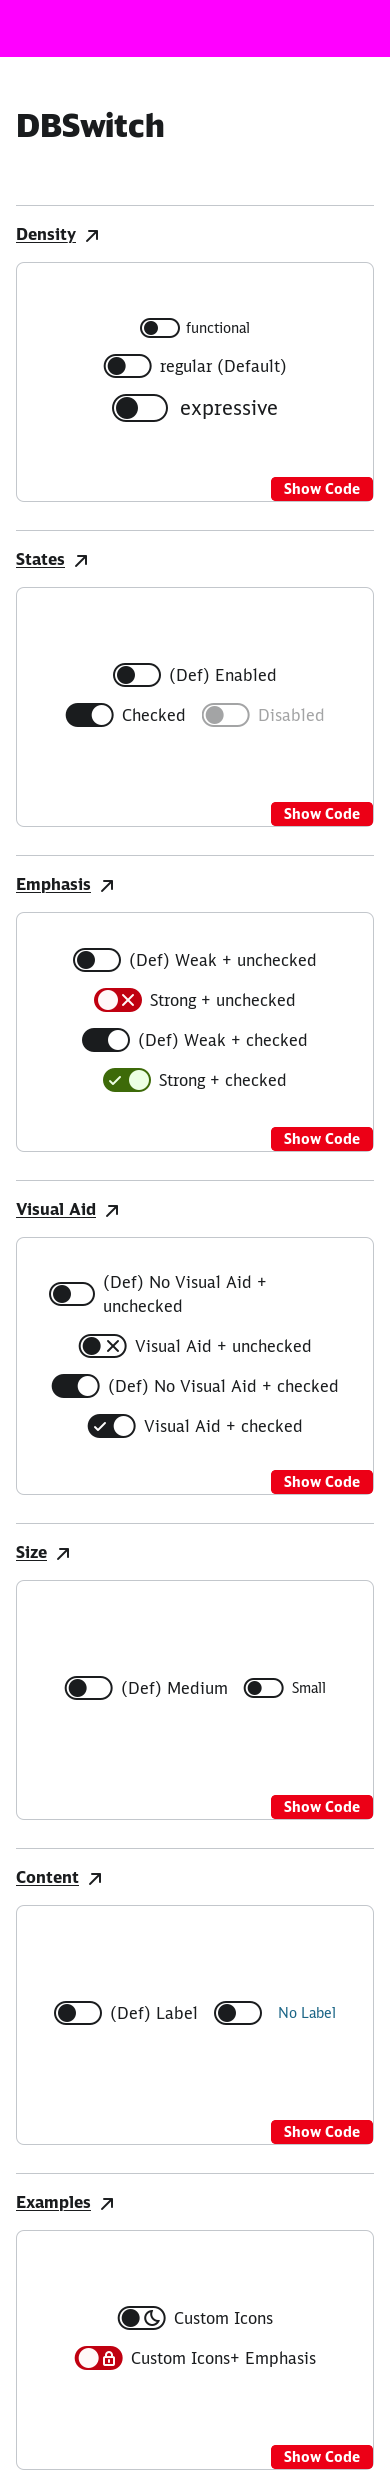 DBSwitch
Density
functional
regular (Default)
expressive
Show Code
States
(Def) Enabled
Checked
Disabled
Show Code
Emphasis
(Def) Weak + unchecked
Strong + unchecked
(Def) Weak + checked
Strong + checked
Show Code
Visual Aid
(Def) No Visual Aid +
unchecked
Visual Aid + unchecked
(Def) No Visual Aid + checked
Visual Aid + checked
Show Code
Size
(Def) Medium
Small
Show Code
Content
(Def) Label
No Label
Show Code
Examples
Custom Icons
Custom Icons+ Emphasis
Show Code